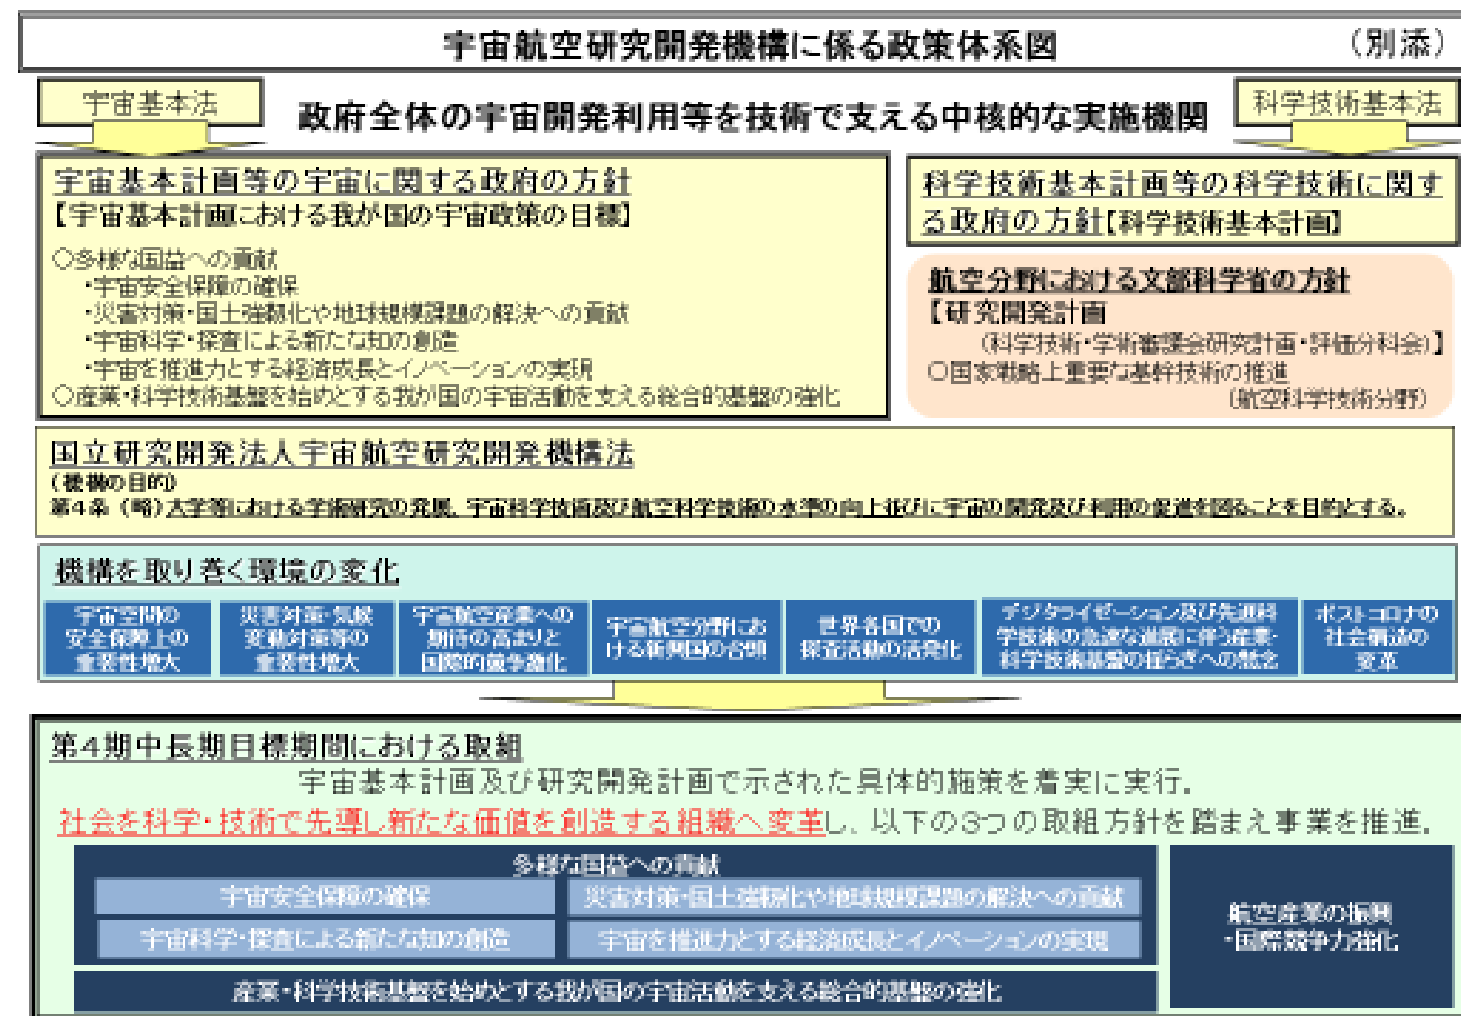 宇宙航空研究開発機構に係る政策体系図
（別添）
宇宙基本法
政府全体の宇宙開発利用等を技術で支える中核的な実施機関
科学技術基本法
宇宙基本計画等の宇宙に関する政府の方針
【宇宙基本計画における我が国の宇宙政策の目標】
○多様な国益への貢献
・宇宙安全保障の確保
・災害対策・国土強靱化や地球規模課題の解決への貢献
・宇宙科学・探査による新たな知の創造
・宇宙を推進力とする経済成長とイノベーションの実現
○産業・科学技術基盤を始めとする我が国の宇宙活動を支える総合的基盤の強化
科学技術基本計画等の科学技術に関す
る政府の方針【科学技術基本計画】
航空分野における文部科学省の方針
【研究開発計画
（科学技術・学術審議会研究計画・評価分科会）】
○国家戦略上重要な基幹技術の推進
（航空科学技術分野）
国立研究開発法人宇宙航空研究開発機構法
（機構の目的）
第４条 （略）大学等における学術研究の発展、宇宙科学技術及び航空科学技術の水準の向上並びに宇宙の開発及び利用の促進を図ることを目的とする。
機構を取り巻く環境の変化
宇宙空間の
安全保障上の
重要性増大
災害対策・気候
変動対策等の
重要性増大
宇宙航空産業への
期待の高まりと
国際的競争激化
宇宙航空分野にお
ける新興国の台頭
世界各国での
探査活動の活発化
デジタライゼーション及び先進科
学技術の急速な進展に伴う産業・
科学技術基盤の揺らぎへの懸念
ポストコロナの
社会構造の
変革
第４期中長期目標期間における取組
宇宙基本計画及び研究開発計画で示された具体的施策を着実に実行。
社会を科学・技術で先導し新たな価値を創造する組織へ変革し、以下の３つの取組方針を踏まえ事業を推進。
多様な国益への貢献
宇宙安全保障の確保
災害対策・国土強靱化や地球規模課題の解決への貢献
宇宙科学・探査による新たな知の創造
宇宙を推進力とする経済成長とイノベーションの実現
産業・科学技術基盤を始めとする我が国の宇宙活動を支える総合的基盤の強化
航空産業の振興
・国際競争力強化